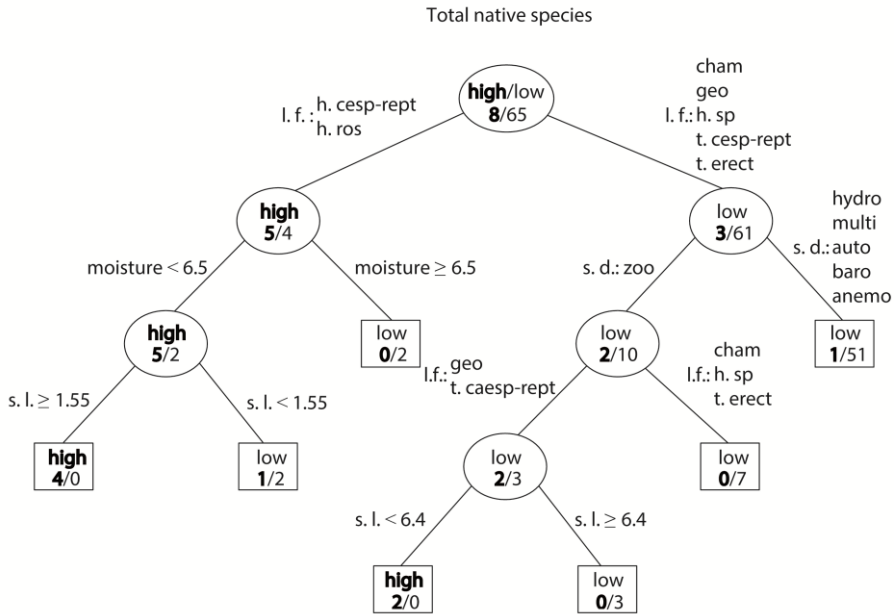 Total native species
high/low
8/65
l. f.: h. cesp-rept
h. ros
cham
geo
l. f.: h. sp
t. cesp-rept
t. erect
high
5/4
low
3/61
moisture < 6.5
moisture ≥ 6.5
s. d.: zoo
hydro
multi
s. d.: auto
baro
anemo
high
5/2
low
0/2
low
2/10
low
1/51
s. l. ≥ 1.55
s. l. < 1.55
l.f.: geo
t. caesp-rept
cham
l.f.: h. sp
t. erect
high
4/0
low
1/2
low
2/3
low
0/7
s. l. < 6.4
s. l. ≥ 6.4
high
2/0
low
0/3